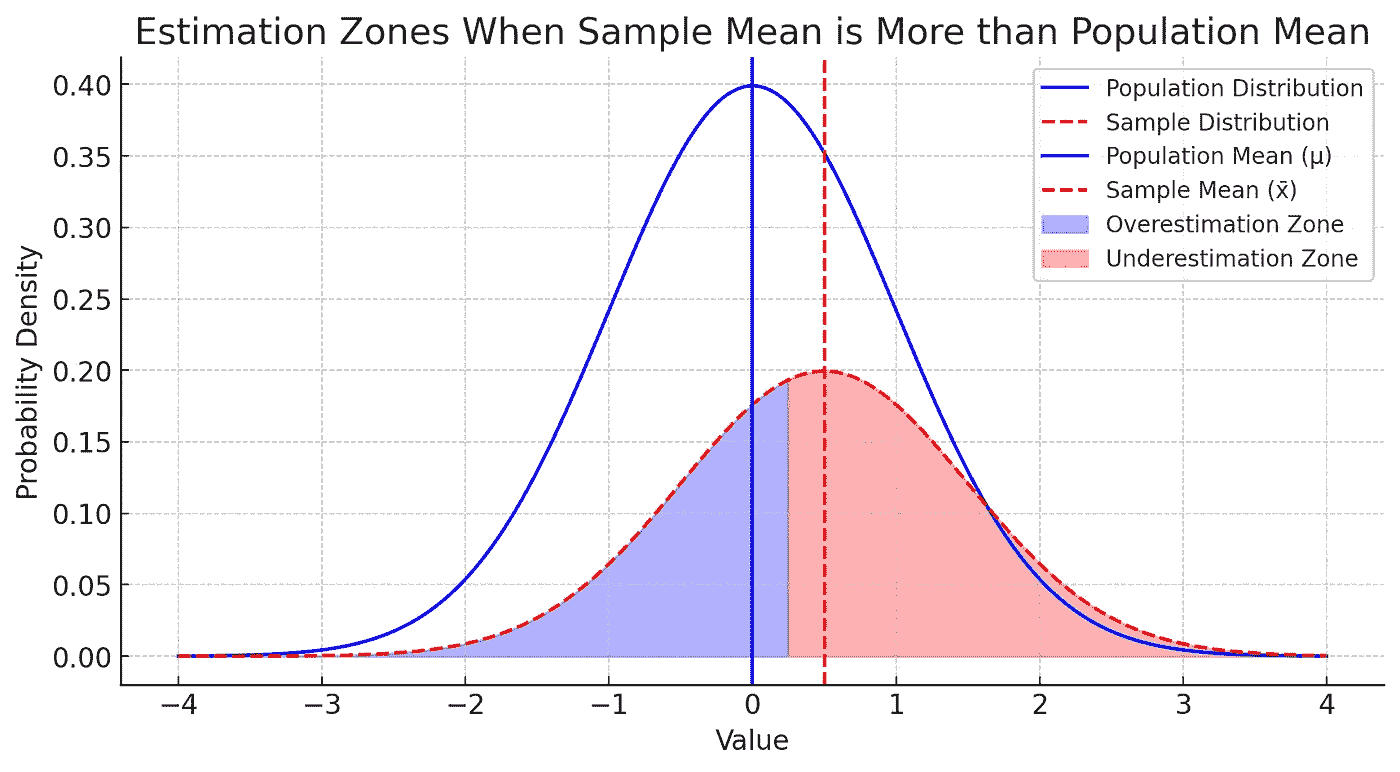 Estimation Zones When Sample Mean is More than Population Mean
Population Distribution
Sample Distribution
Population Mean (μ)
Sample Mean (x̄)
Overestimation Zone
Underestimation Zone
Probability Density
0.40
0.35
0.30
0.25
0.20
0.15
0.10
0.05
0.00
−4 −3 −2 −1 0 1 2 3 4
Value